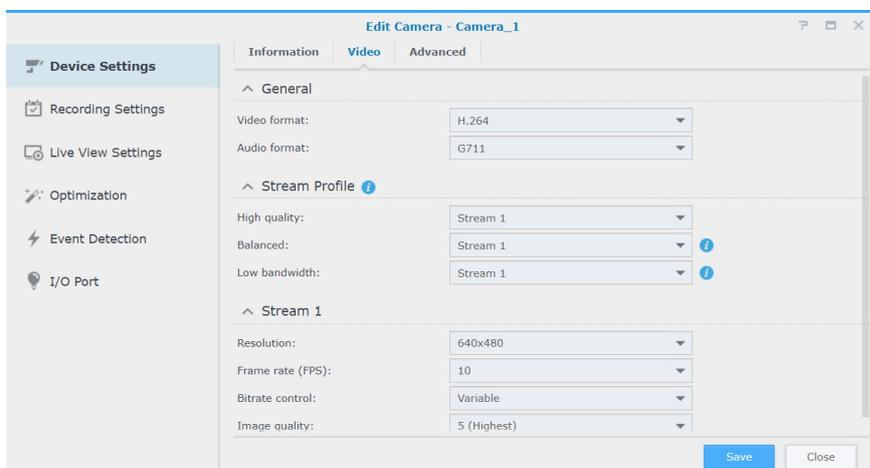 Edit Camera - Camera_1
Device Settings
Recording Settings
Live View Settings
Optimization
Event Detection
I/O Port
Information Video Advanced
General
Video format: H.264
Audio format: G711
Stream Profile
High quality: Stream 1
Balanced: Stream 1
Low bandwidth: Stream 1
Stream 1
Resolution: 640x480
Frame rate (FPS): 10
Bitrate control: Variable
Image quality: 5 (Highest)
Save Close